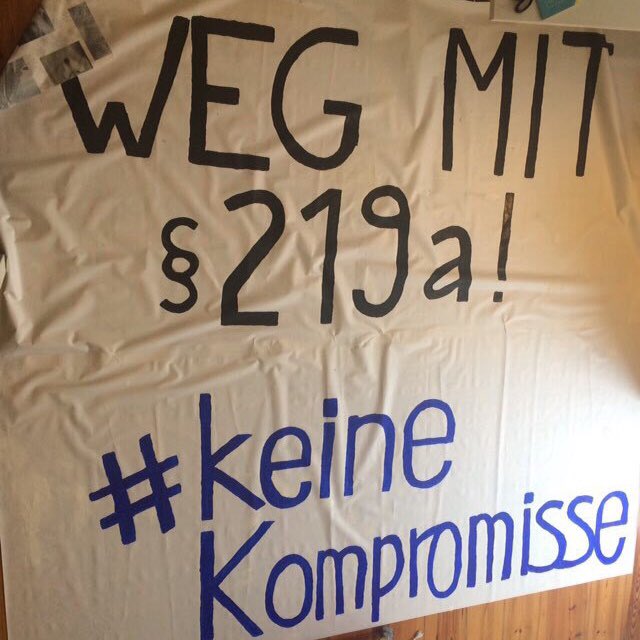 WEG MIT
§219a!
#keine
Kompromisse